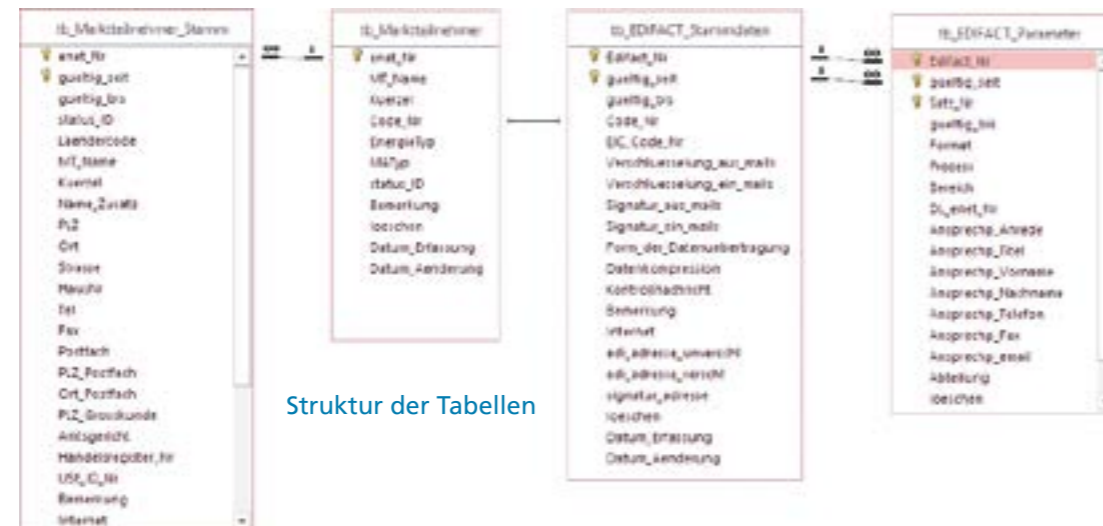 tb_Marktteilnehmer_Stamm
enet_Nr
gueltig_seit
gueltig_bis
status_ID
Laendercode
MT_Name
Kuerzel
Name_Zusatz
PLZ
Ort
Strasse
HausNr
Tel
Fax
Postfach
PLZ_Postfach
Ort_Postfach
PLZ_Grosskunde
Amtsgericht
Handelsregister_Nr
USt_ID_Nr
Bemerkung
Internet
∞ 1
tb_Marktteilnehmer
enet_Nr
MT_Name
Kuerzel
Code_Nr
EnergieTyp
status_ID
Bemerkung
loeschen
Datum_Erfassung
Datum_Aenderung
Struktur der Tabellen
tb_EDIFACT_Stammdaten
Edifact_Nr
gueltig_seit
gueltig_bis
Code_Nr
EIC_Code_Nr
Verschluesselung_aus_mails
Verschluesselung_ein_mails
Signatur_aus_mails
Signatur_ein_mails
Form_der_Datenuebertragung
Datenkompression
Kontrollnachricht
Bemerkung
Internet
edi_adresse_unverschl
edi_adresse_verschl
signatur_adresse
loeschen
Datum_Erfassung
Datum_Aenderung
1 ∞
1 ∞
tb_EDIFACT_Parameter
Edifact_Nr
gueltig_seit
Satz_Nr
gueltig_bis
Format
Prozess
Bereich
DL_enet_Nr
Ansprechp_Anrede
Ansprechp_Titel
Ansprechp_Vorname
Ansprechp_Nachname
Ansprechp_Telefon
Ansprechp_Fax
Ansprechp_email
Abteilung
loeschen